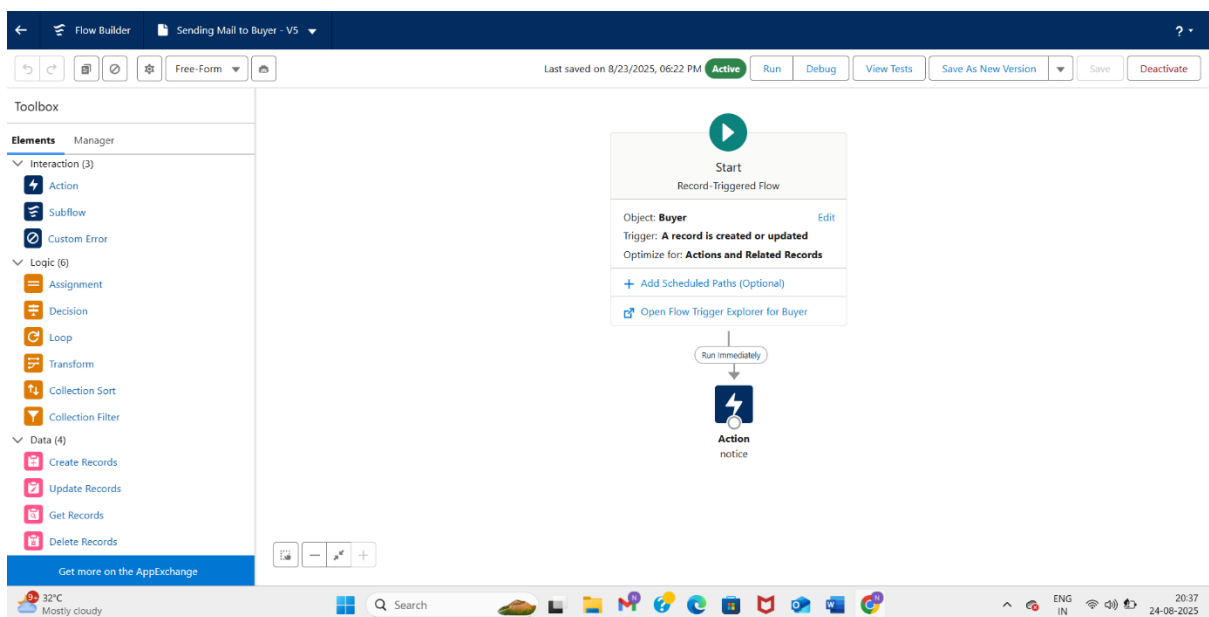 Flow Builder Sending Mail to Buyer - V5 ?
Free-Form Last saved on 8/23/2025, 06:22 PM Active Run Debug View Tests Save As New Version Save Deactivate
Toolbox
Elements Manager
Interaction (3)
Action
Subflow
Custom Error
Logic (6)
Assignment
Decision
Loop
Transform
Collection Sort
Collection Filter
Data (4)
Create Records
Update Records
Get Records
Delete Records
Get more on the AppExchange
Start
Record-Triggered Flow
Object: Buyer Edit
Trigger: A record is created or updated
Optimize for: Actions and Related Records
+ Add Scheduled Paths (Optional)
Open Flow Trigger Explorer for Buyer
Run Immediately
Action
notice
9+ 32°C
Mostly cloudy
Search
ENG
IN
20:37
24-08-2025